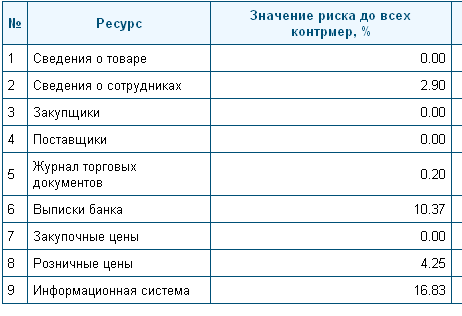 № Ресурс Значение риска до всех
контрмер, %
1 Сведения о товаре 0.00
2 Сведения о сотрудниках 2.90
3 Закупщики 0.00
4 Поставщики 0.00
5 Журнал торговых
документов 0.20
6 Выписки банка 10.37
7 Закупочные цены 0.00
8 Розничные цены 4.25
9 Информационная система 16.83